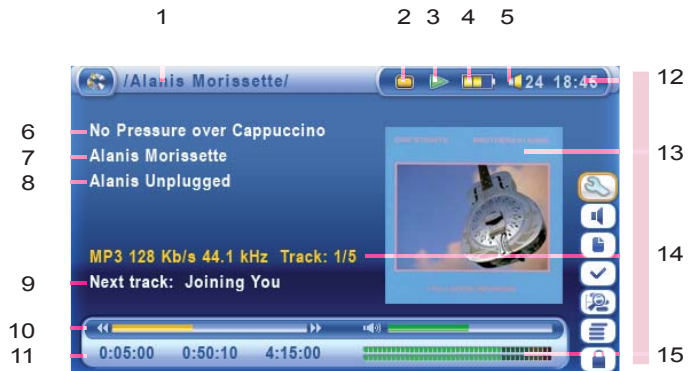 1 2 3 4 5
/Alanis Morissette/ 24 18:45 12
6 No Pressure over Cappuccino
7 Alanis Morissette 13
8 Alanis Unplugged
MP3 128 Kb/s 44.1 kHz Track: 1/5 14
9 Next track: Joining You
10
11 0:05:00 0:50:10 4:15:00 15